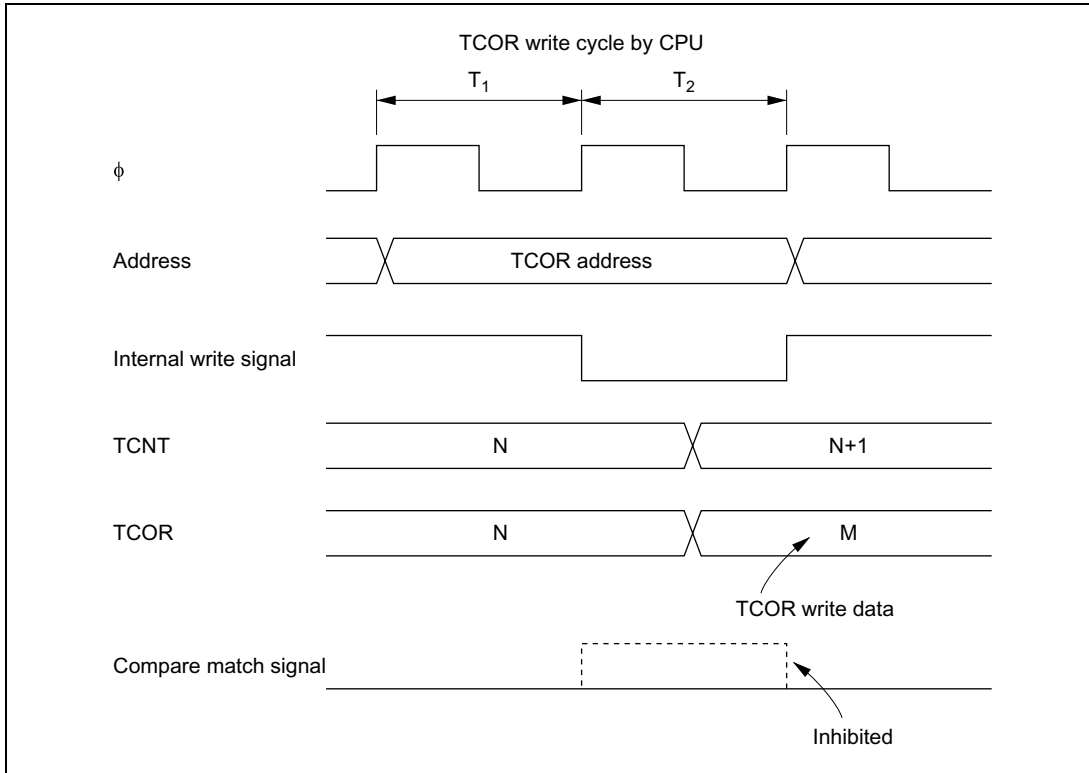 TCOR write cycle by CPU
T1 T2
ϕ
Address TCOR address
Internal write signal
TCNT N N+1
TCOR N M
TCOR write data
Compare match signal
Inhibited